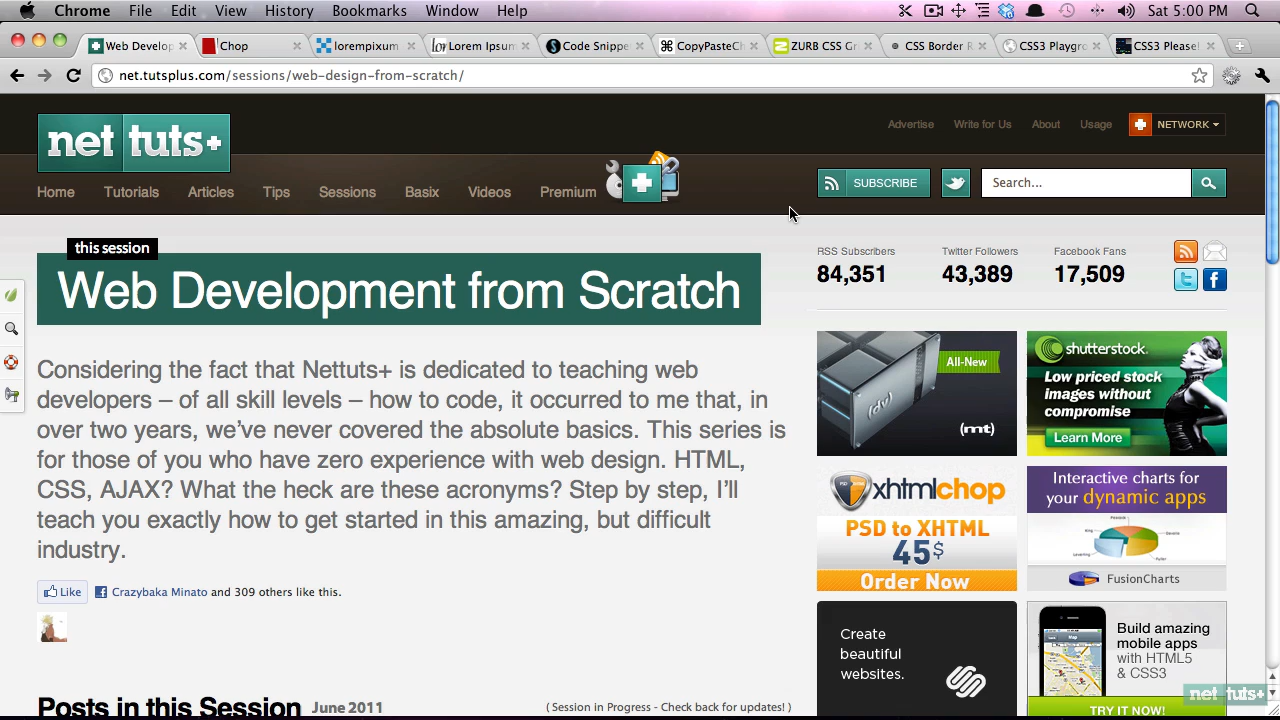 Chrome File Edit View History Bookmarks Window Help Sat 5:00 PM
Web Develop Chop lorempixum Lorem Ipsum Code Snippe CopyPasteCh ZURB CSS Gr CSS Border R CSS3 Playgro CSS3 Please!
net.tutsplus.com/sessions/web-design-from-scratch/
net tuts+
Advertise Write for Us About Usage NETWORK
Home Tutorials Articles Tips Sessions Basix Videos Premium
SUBSCRIBE Search...
this session
Web Development from Scratch
RSS Subscribers Twitter Followers Facebook Fans
84,351 43,389 17,509
Considering the fact that Nettuts+ is dedicated to teaching web
developers – of all skill levels – how to code, it occurred to me that, in
over two years, we've never covered the absolute basics. This series is
for those of you who have zero experience with web design. HTML,
CSS, AJAX? What the heck are these acronyms? Step by step, I'll
teach you exactly how to get started in this amazing, but difficult
industry.
Like Crazybaka Minato and 309 others like this.
Posts in this Session June 2011 ( Session in Progress - Check back for updates! )
All-New
(dv)
(mt)
shutterstock
Low priced stock
images without
compromise
Learn More
xhtmlchop
PSD to XHTML
45$
Order Now
Interactive charts for
your dynamic apps
FusionCharts
Create
beautiful
websites.
Build amazing
mobile apps
with HTML5
& CSS3
TRY IT NOW!
net tuts+